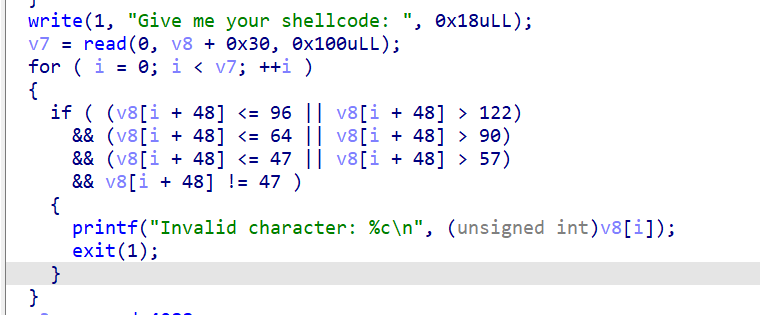 write(1, "Give me your shellcode: ", 0x18uLL);
v7 = read(0, v8 + 0x30, 0x100uLL);
for ( i = 0; i < v7; ++i )
{
if ( (v8[i + 48] <= 96 || v8[i + 48] > 122)
&& (v8[i + 48] <= 64 || v8[i + 48] > 90)
&& (v8[i + 48] <= 47 || v8[i + 48] > 57)
&& v8[i + 48] != 47 )
{
printf("Invalid character: %c\n", (unsigned int)v8[i]);
exit(1);
}
}